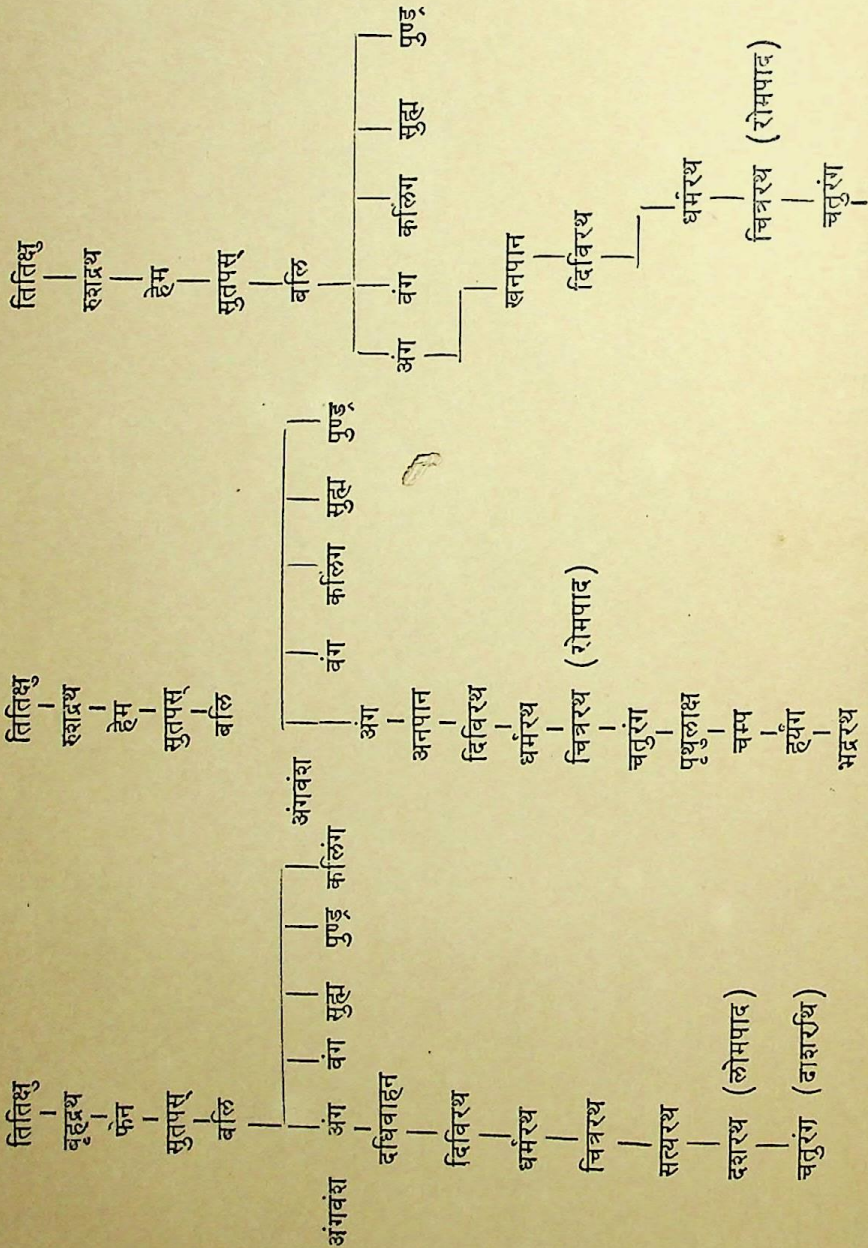 तितिक्षु
बृहद्रथ
फेन
सुतपस्
बलि
अंगवंश अंग वंग सुह्म पुण्ड्र कलिंग
दधिवाहन
दिविरथ
धर्मरथ
चित्ररथ
सत्यरथ
दशरथ (लोमपाद)
चतुरंग (दाशरथि)
तितिक्षु
रुशद्रथ
हेम
सुतपस्
बलि
अंगवंश
वंग कलिंग सुह्म पुण्ड्र
अंग
अनपान
दिविरथ
धर्मरथ
चित्ररथ (रोमपाद)
चतुरंग
पृथुलाक्ष
चम्प
हर्यंग
भद्ररथ
तितिक्षु
रुशद्रथ
हेम
सुतपस्
बलि
अंग वंग कलिंग सुह्म पुण्ड्र
खनपान
दिविरथ
धर्मरथ
चित्ररथ (रोमपाद)
चतुरंग